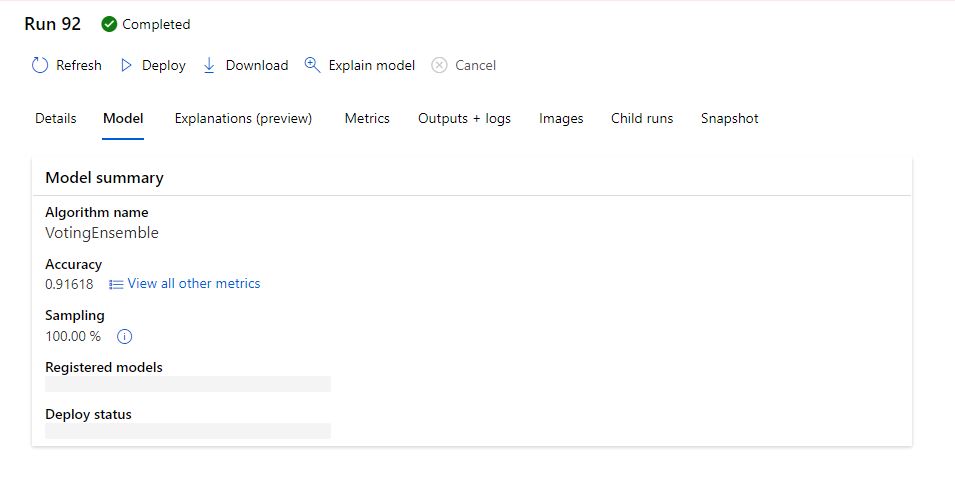 Run 92 Completed
Refresh Deploy Download Explain model Cancel
Details Model Explanations (preview) Metrics Outputs + logs Images Child runs Snapshot
Model summary
Algorithm name
VotingEnsemble
Accuracy
0.91618 View all other metrics
Sampling
100.00 %
Registered models
Deploy status